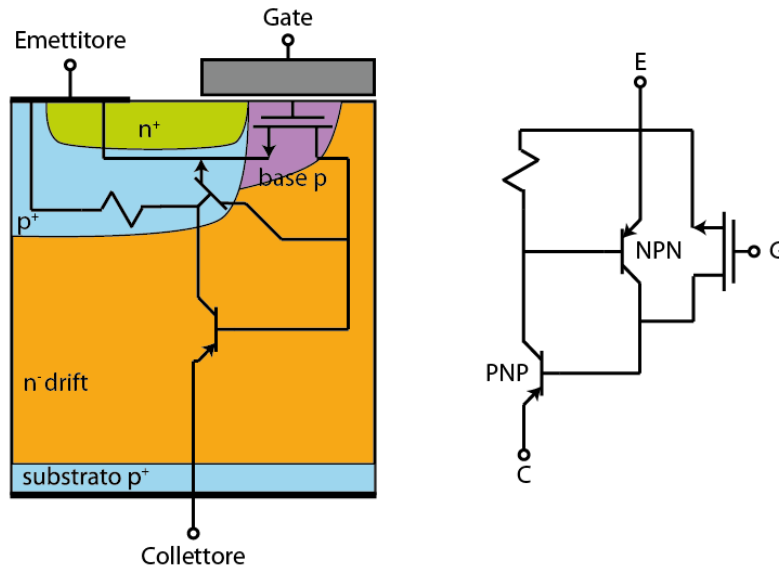 Gate
Emettitore
n⁺
base p
p⁺
n⁻drift
substrato p⁺
Collettore
E
NPN
G
PNP
C